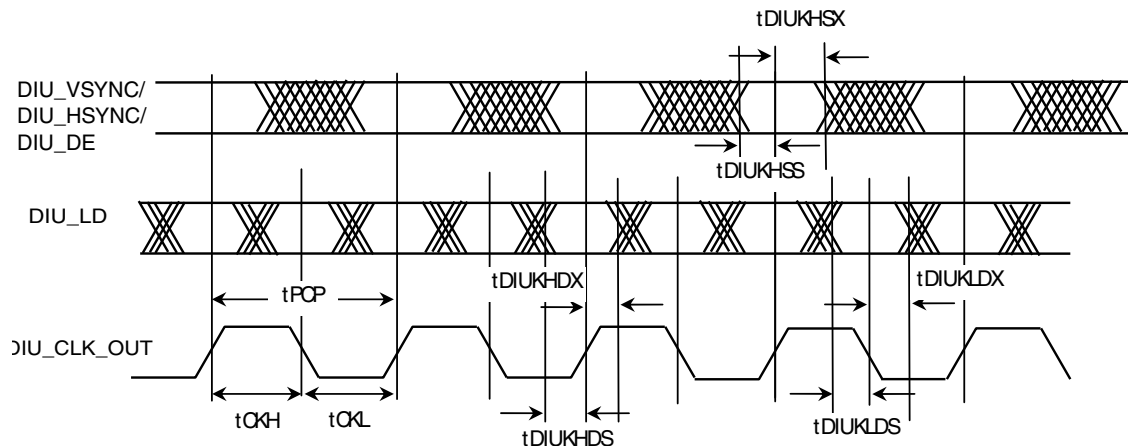 tDIUKHSX
DIU_VSYNC/
DIU_HSYNC/
DIU_DE
tDIUKHSS
DIU_LD
tDIUKHDX
tDIUKLDX
tPCP
DIU_CLK_OUT
tCKH
tCKL
tDIUKHDS
tDIUKLDS